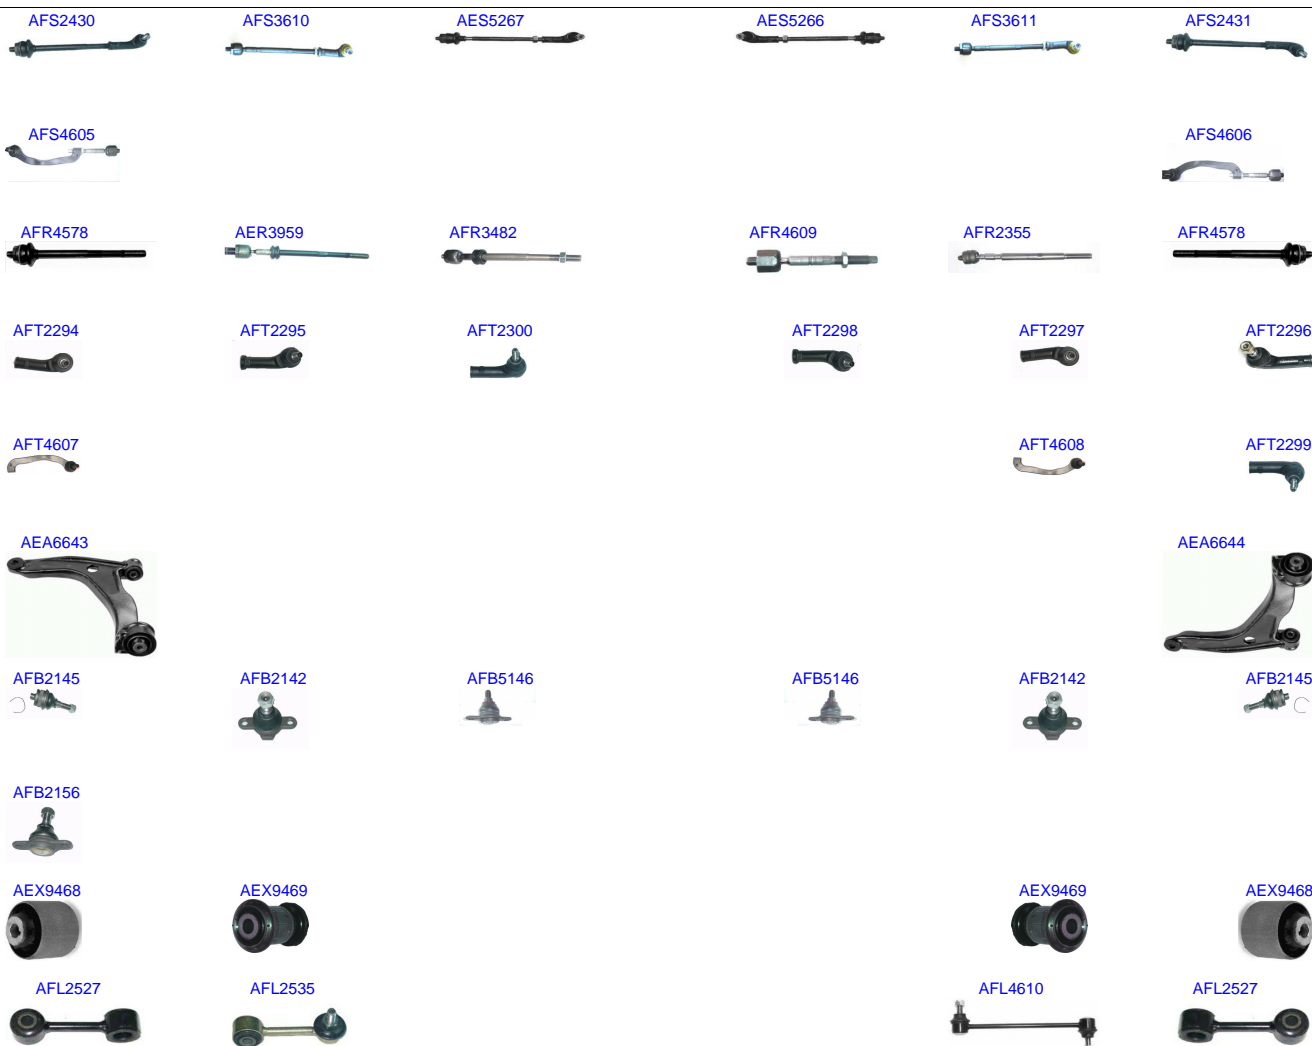 AFS2430 AFS3610 AES5267 AES5266 AFS3611 AFS2431
AFS4605 AFS4606
AFR4578 AER3959 AFR3482 AFR4609 AFR2355 AFR4578
AFT2294 AFT2295 AFT2300 AFT2298 AFT2297 AFT2296
AFT4607 AFT4608 AFT2299
AEA6643 AEA6644
AFB2145 AFB2142 AFB5146 AFB5146 AFB2142 AFB2145
AFB2156
AEX9468 AEX9469 AEX9469 AEX9468
AFL2527 AFL2535 AFL4610 AFL2527